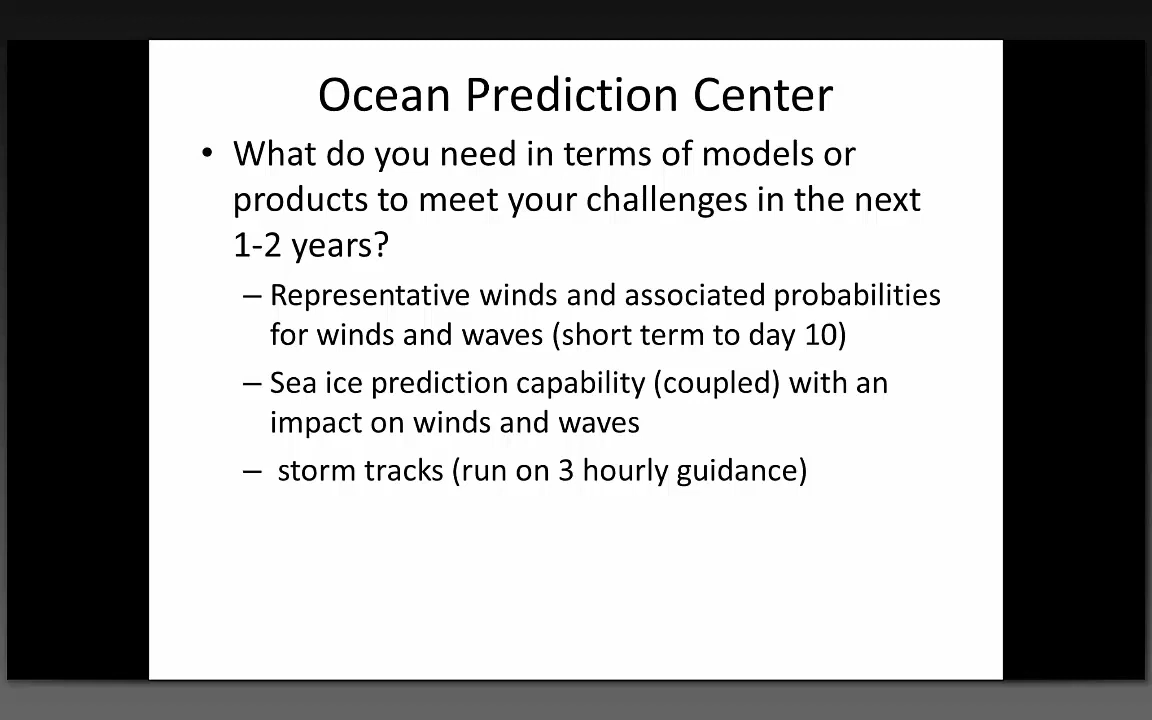 Ocean Prediction Center
• What do you need in terms of models or
products to meet your challenges in the next
1-2 years?
– Representative winds and associated probabilities
for winds and waves (short term to day 10)
– Sea ice prediction capability (coupled) with an
impact on winds and waves
– storm tracks (run on 3 hourly guidance)